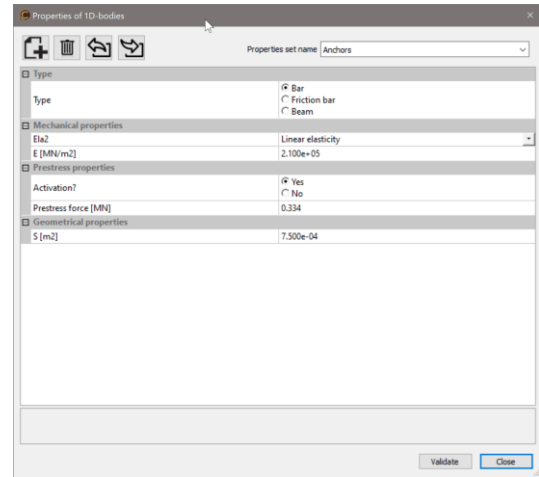 Properties of 1D-bodies
Properties set name Anchors
Type
Type
Bar
Friction bar
Beam
Mechanical properties
Ela2 Linear elasticity
E [MN/m2] 2.100e+05
Prestress properties
Activation?
Yes
No
Prestress force [MN] 0.334
Geometrical properties
S [m2] 7.500e-04
Validate Close